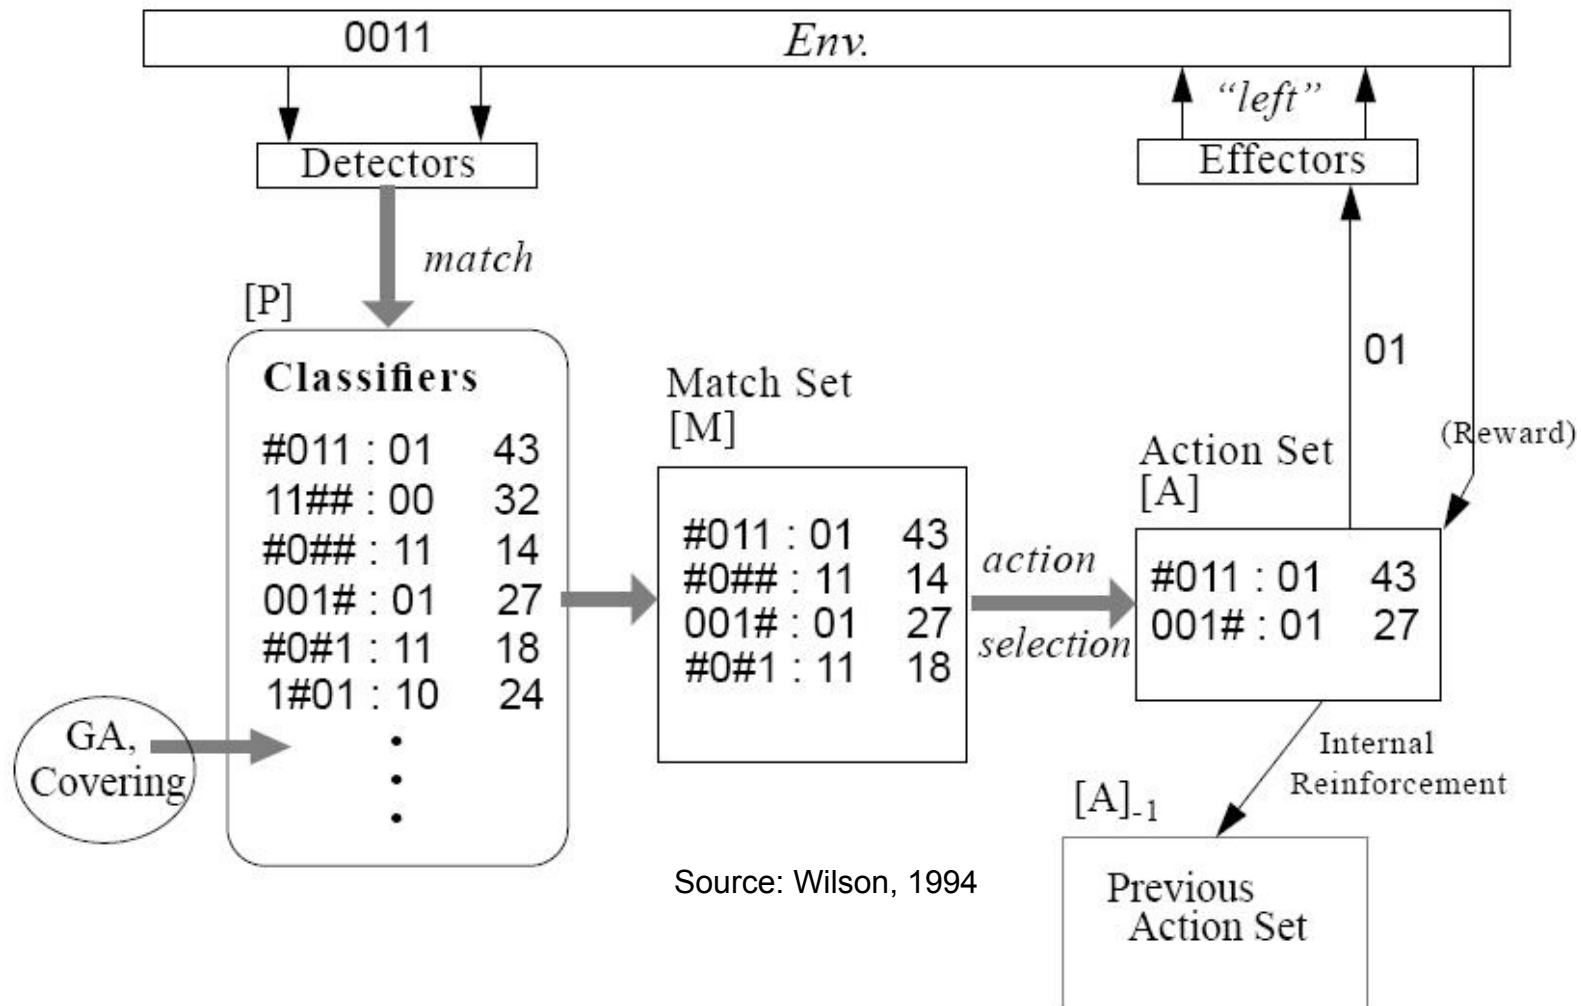 0011
Env.
“left”
Detectors
Effectors
match
[P]
Classifiers
#011 : 01 43
11## : 00 32
#0## : 11 14
001# : 01 27
#0#1 : 11 18
1#01 : 10 24
GA,
Covering
Match Set
[M]
#011 : 01 43
#0## : 11 14
001# : 01 27
#0#1 : 11 18
action
selection
01
(Reward)
Action Set
[A]
#011 : 01 43
001# : 01 27
Internal
Reinforcement
[A]-1
Previous
Action Set
Source: Wilson, 1994